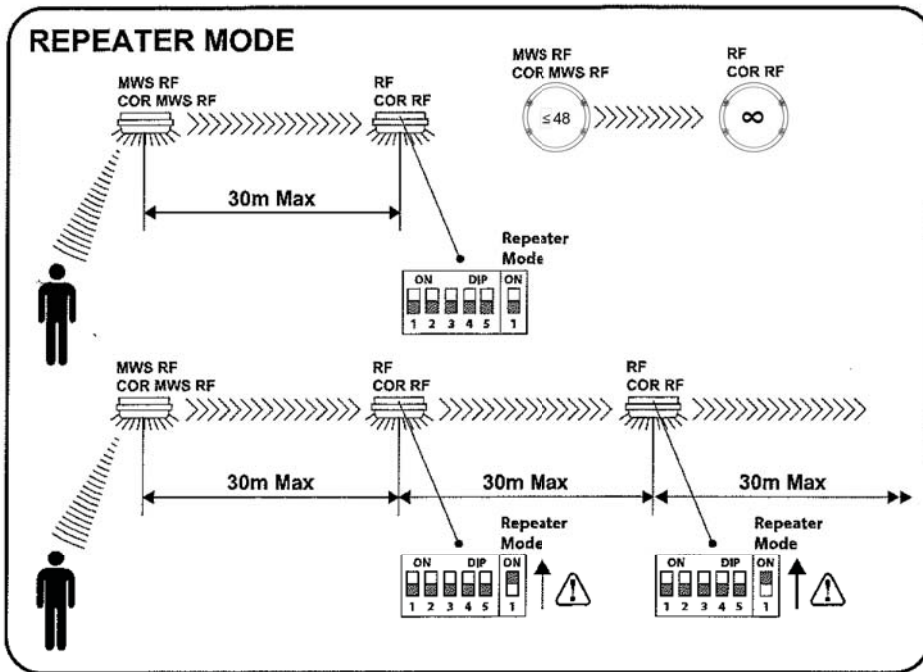 REPEATER MODE
MWS RF
COR MWS RF
RF
COR RF
MWS RF
COR MWS RF
RF
COR RF
≤48
∞
30m Max
Repeater
Mode
ON DIP ON
1 2 3 4 5 1
MWS RF
COR MWS RF
RF
COR RF
RF
COR RF
30m Max
30m Max
30m Max
Repeater
Mode
ON DIP ON
1 2 3 4 5 1
Repeater
Mode
ON DIP ON
1 2 3 4 5 1